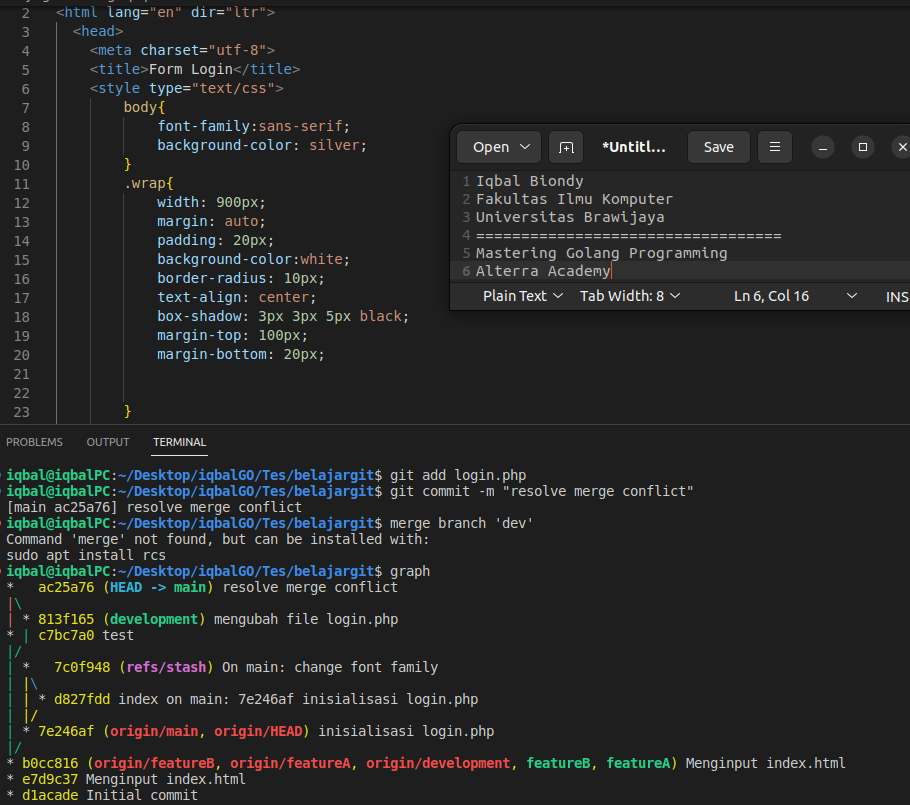 2 <html lang="en" dir="ltr">
3 <head>
4 <meta charset="utf-8">
5 <title>Form Login</title>
6 <style type="text/css">
7 body{
8 font-family:sans-serif;
9 background-color: silver;
10 }
11 .wrap{
12 width: 900px;
13 margin: auto;
14 padding: 20px;
15 background-color:white;
16 border-radius: 10px;
17 text-align: center;
18 box-shadow: 3px 3px 5px black;
19 margin-top: 100px;
20 margin-bottom: 20px;
21
22
23 }
Open *Untitl... Save
1 Iqbal Biondy
2 Fakultas Ilmu Komputer
3 Universitas Brawijaya
4 ==================================
5 Mastering Golang Programming
6 Alterra Academy
Plain Text Tab Width: 8 Ln 6, Col 16 INS
PROBLEMS OUTPUT TERMINAL
iqbal@iqbalPC:~/Desktop/iqbalGO/Tes/belajargit$ git add login.php
iqbal@iqbalPC:~/Desktop/iqbalGO/Tes/belajargit$ git commit -m "resolve merge conflict"
[main ac25a76] resolve merge conflict
iqbal@iqbalPC:~/Desktop/iqbalGO/Tes/belajargit$ merge branch 'dev'
Command 'merge' not found, but can be installed with:
sudo apt install rcs
iqbal@iqbalPC:~/Desktop/iqbalGO/Tes/belajargit$ graph
*   ac25a76 (HEAD -> main) resolve merge conflict
|\
| * 813f165 (development) mengubah file login.php
* | c7bc7a0 test
|/
| *   7c0f948 (refs/stash) On main: change font family
| |\
| | * d827fdd index on main: 7e246af inisialisasi login.php
| |/
| * 7e246af (origin/main, origin/HEAD) inisialisasi login.php
|/
* b0cc816 (origin/featureB, origin/featureA, origin/development, featureB, featureA) Menginput index.html
* e7d9c37 Menginput index.html
* d1acade Initial commit